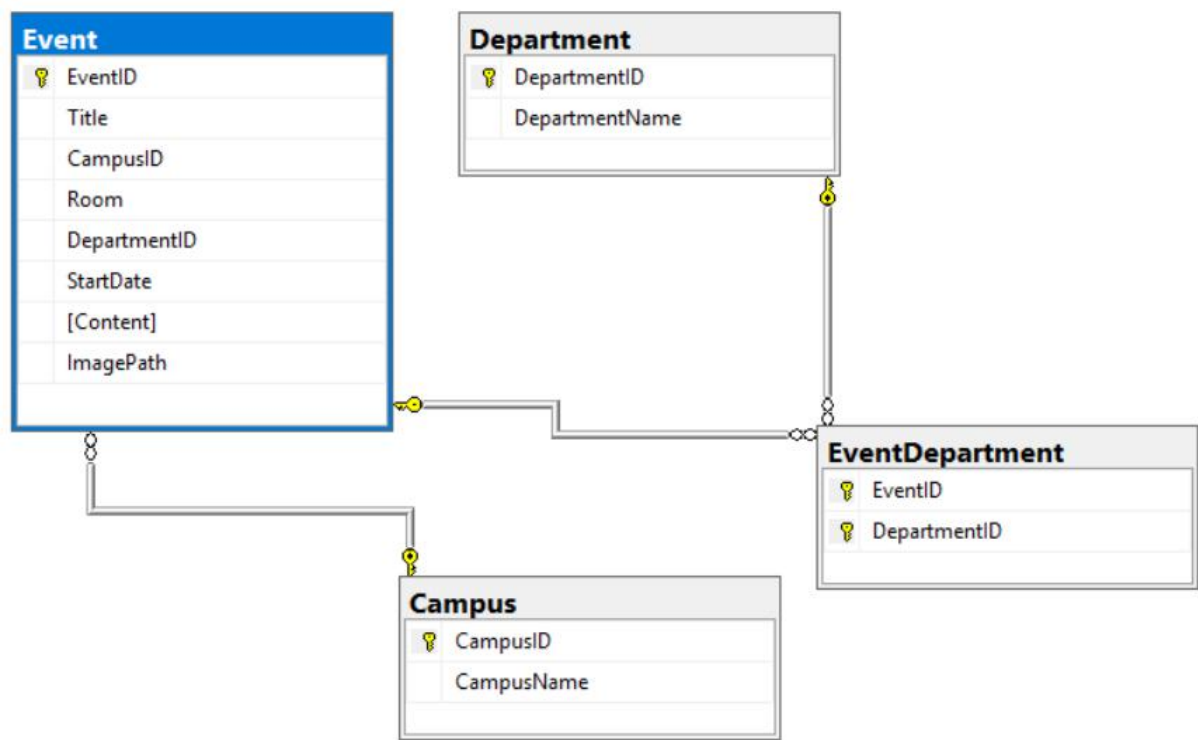 Event
EventID
Title
CampusID
Room
DepartmentID
StartDate
[Content]
ImagePath
Department
DepartmentID
DepartmentName
EventDepartment
EventID
DepartmentID
Campus
CampusID
CampusName